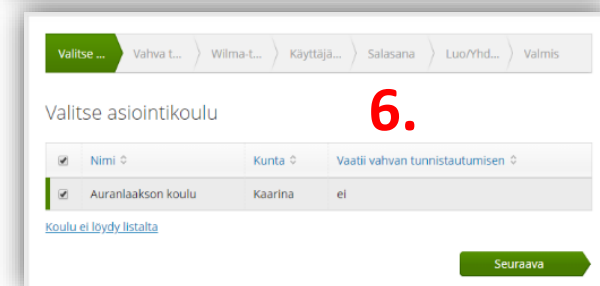 Valitse ... Vahva t... Wilma-t... Käyttäjä... Salasana Luo/Yhd... Valmis
Valitse asiointikoulu 6.
Nimi Kunta Vaatii vahvan tunnistautumisen
Auranlaakson koulu Kaarina ei
Koulu ei löydy listalta
Seuraava